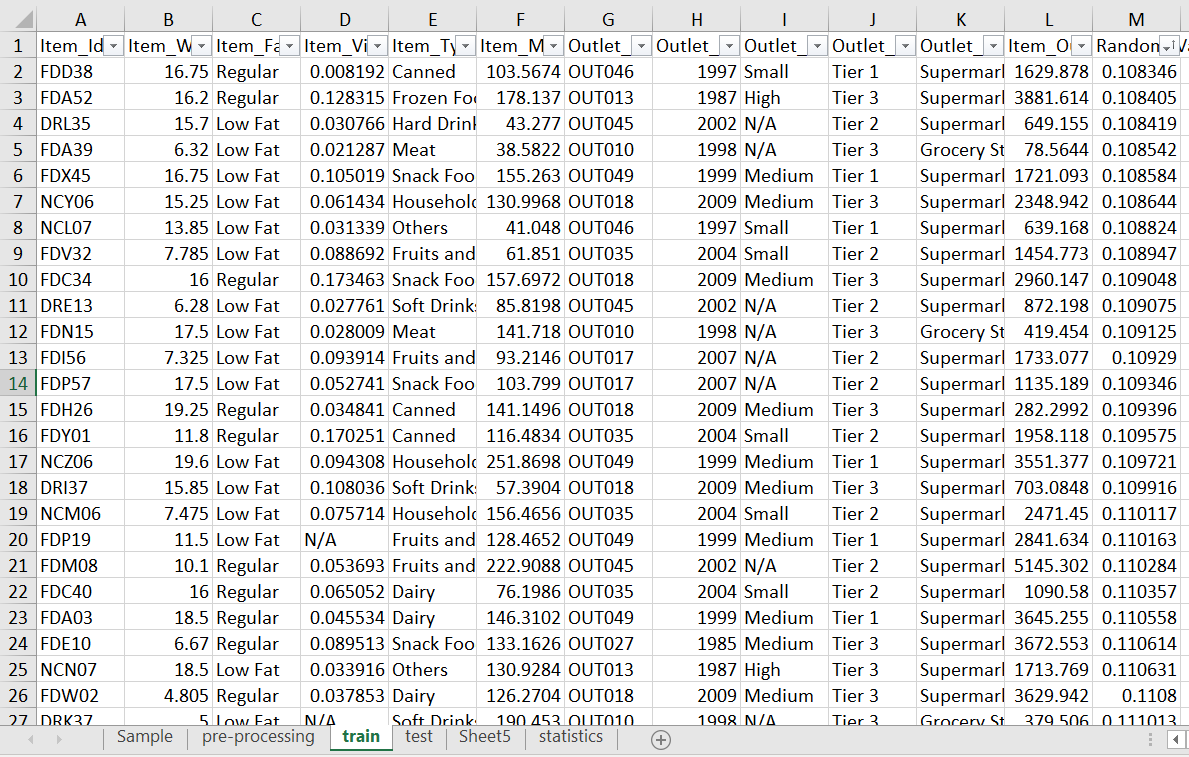 A B C D E F G H I J K L M
1 Item_Id Item_W Item_Fa Item_Vi Item_Ty Item_M Outlet_ Outlet_ Outlet_ Outlet_ Outlet_ Item_Ou Random_Va
2 FDD38 16.75 Regular 0.008192 Canned 103.5674 OUT046 1997 Small Tier 1 Supermarl 1629.878 0.108346
3 FDA52 16.2 Regular 0.128315 Frozen Foo 178.137 OUT013 1987 High Tier 3 Supermarl 3881.614 0.108405
4 DRL35 15.7 Low Fat 0.030766 Hard Drink 43.277 OUT045 2002 N/A Tier 2 Supermarl 649.155 0.108419
5 FDA39 6.32 Low Fat 0.021287 Meat 38.5822 OUT010 1998 N/A Tier 3 Grocery St 78.5644 0.108542
6 FDX45 16.75 Low Fat 0.105019 Snack Foo 155.263 OUT049 1999 Medium Tier 1 Supermarl 1721.093 0.108584
7 NCY06 15.25 Low Fat 0.061434 Household 130.9968 OUT018 2009 Medium Tier 3 Supermarl 2348.942 0.108644
8 NCL07 13.85 Low Fat 0.031339 Others 41.048 OUT046 1997 Small Tier 1 Supermarl 639.168 0.108824
9 FDV32 7.785 Low Fat 0.088692 Fruits and 61.851 OUT035 2004 Small Tier 2 Supermarl 1454.773 0.108947
10 FDC34 16 Regular 0.173463 Snack Foo 157.6972 OUT018 2009 Medium Tier 3 Supermarl 2960.147 0.109048
11 DRE13 6.28 Low Fat 0.027761 Soft Drinks 85.8198 OUT045 2002 N/A Tier 2 Supermarl 872.198 0.109075
12 FDN15 17.5 Low Fat 0.028009 Meat 141.718 OUT010 1998 N/A Tier 3 Grocery St 419.454 0.109125
13 FDI56 7.325 Low Fat 0.093914 Fruits and 93.2146 OUT017 2007 N/A Tier 2 Supermarl 1733.077 0.10929
14 FDP57 17.5 Low Fat 0.052741 Snack Foo 103.799 OUT017 2007 N/A Tier 2 Supermarl 1135.189 0.109346
15 FDH26 19.25 Regular 0.034841 Canned 141.1496 OUT018 2009 Medium Tier 3 Supermarl 282.2992 0.109396
16 FDY01 11.8 Regular 0.170251 Canned 116.4834 OUT035 2004 Small Tier 2 Supermarl 1958.118 0.109575
17 NCZ06 19.6 Low Fat 0.094308 Household 251.8698 OUT049 1999 Medium Tier 1 Supermarl 3551.377 0.109721
18 DRI37 15.85 Low Fat 0.108036 Soft Drinks 57.3904 OUT018 2009 Medium Tier 3 Supermarl 703.0848 0.109916
19 NCM06 7.475 Low Fat 0.075714 Household 156.4656 OUT035 2004 Small Tier 2 Supermarl 2471.45 0.110117
20 FDP19 11.5 Low Fat N/A Fruits and 128.4652 OUT049 1999 Medium Tier 1 Supermarl 2841.634 0.110163
21 FDM08 10.1 Regular 0.053693 Fruits and 222.9088 OUT045 2002 N/A Tier 2 Supermarl 5145.302 0.110284
22 FDC40 16 Regular 0.065052 Dairy 76.1986 OUT035 2004 Small Tier 2 Supermarl 1090.58 0.110357
23 FDA03 18.5 Regular 0.045534 Dairy 146.3102 OUT049 1999 Medium Tier 1 Supermarl 3645.255 0.110558
24 FDE10 6.67 Regular 0.089513 Snack Foo 133.1626 OUT027 1985 Medium Tier 3 Supermarl 3672.553 0.110614
25 NCN07 18.5 Low Fat 0.033916 Others 130.9284 OUT013 1987 High Tier 3 Supermarl 1713.769 0.110631
26 FDW02 4.805 Regular 0.037853 Dairy 126.2704 OUT018 2009 Medium Tier 3 Supermarl 3629.942 0.1108
27 DRK37 5 Low Fat N/A Soft Drinks 190.453 OUT010 1998 N/A Tier 3 Grocery St 379.506 0.111013
Sample pre-processing train test Sheet5 statistics